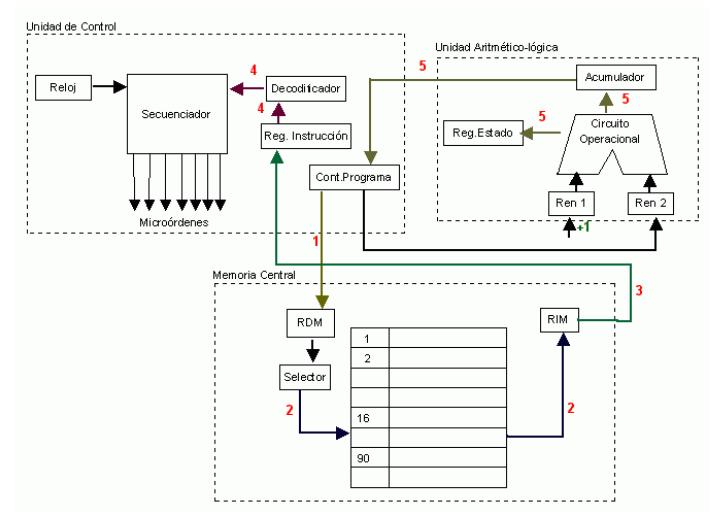 Unidad de Control
Unidad Aritmético-lógica
Reloj
Secuenciador
4
Decodificador
4
Reg. Instrucción
5
Acumulador
5
5
Reg.Estado
Circuito
Operacional
Cont.Programa
Ren 1
Ren 2
+1
Microórdenes
1
Memoria Central
3
RDM
RIM
Selector
1
2
2
2
16
90